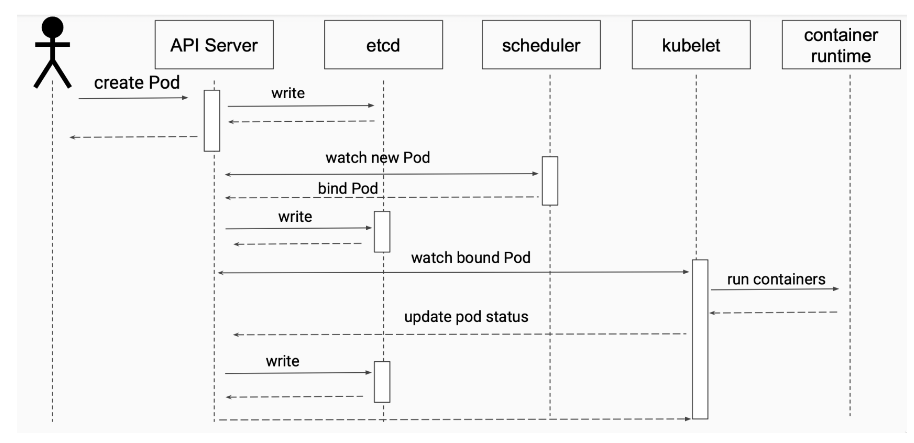 API Server
etcd
scheduler
kubelet
container
runtime
create Pod
write
watch new Pod
bind Pod
write
watch bound Pod
run containers
update pod status
write